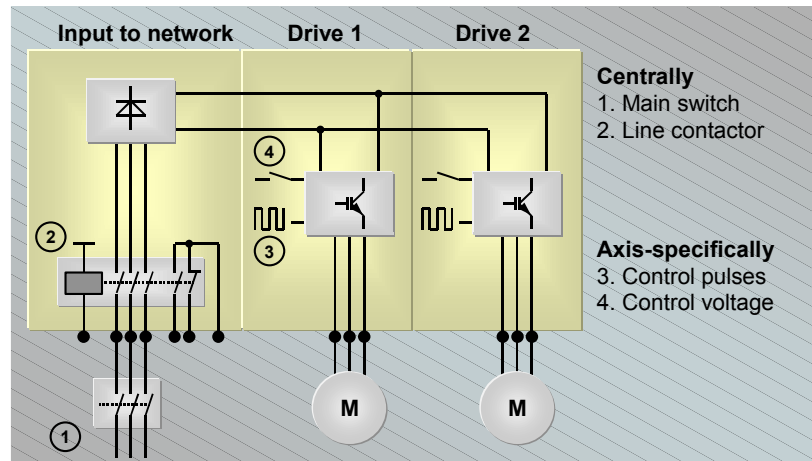 Input to network Drive 1 Drive 2
Centrally
1. Main switch
2. Line contactor
4
3
2
Axis-specifically
3. Control pulses
4. Control voltage
M M
1